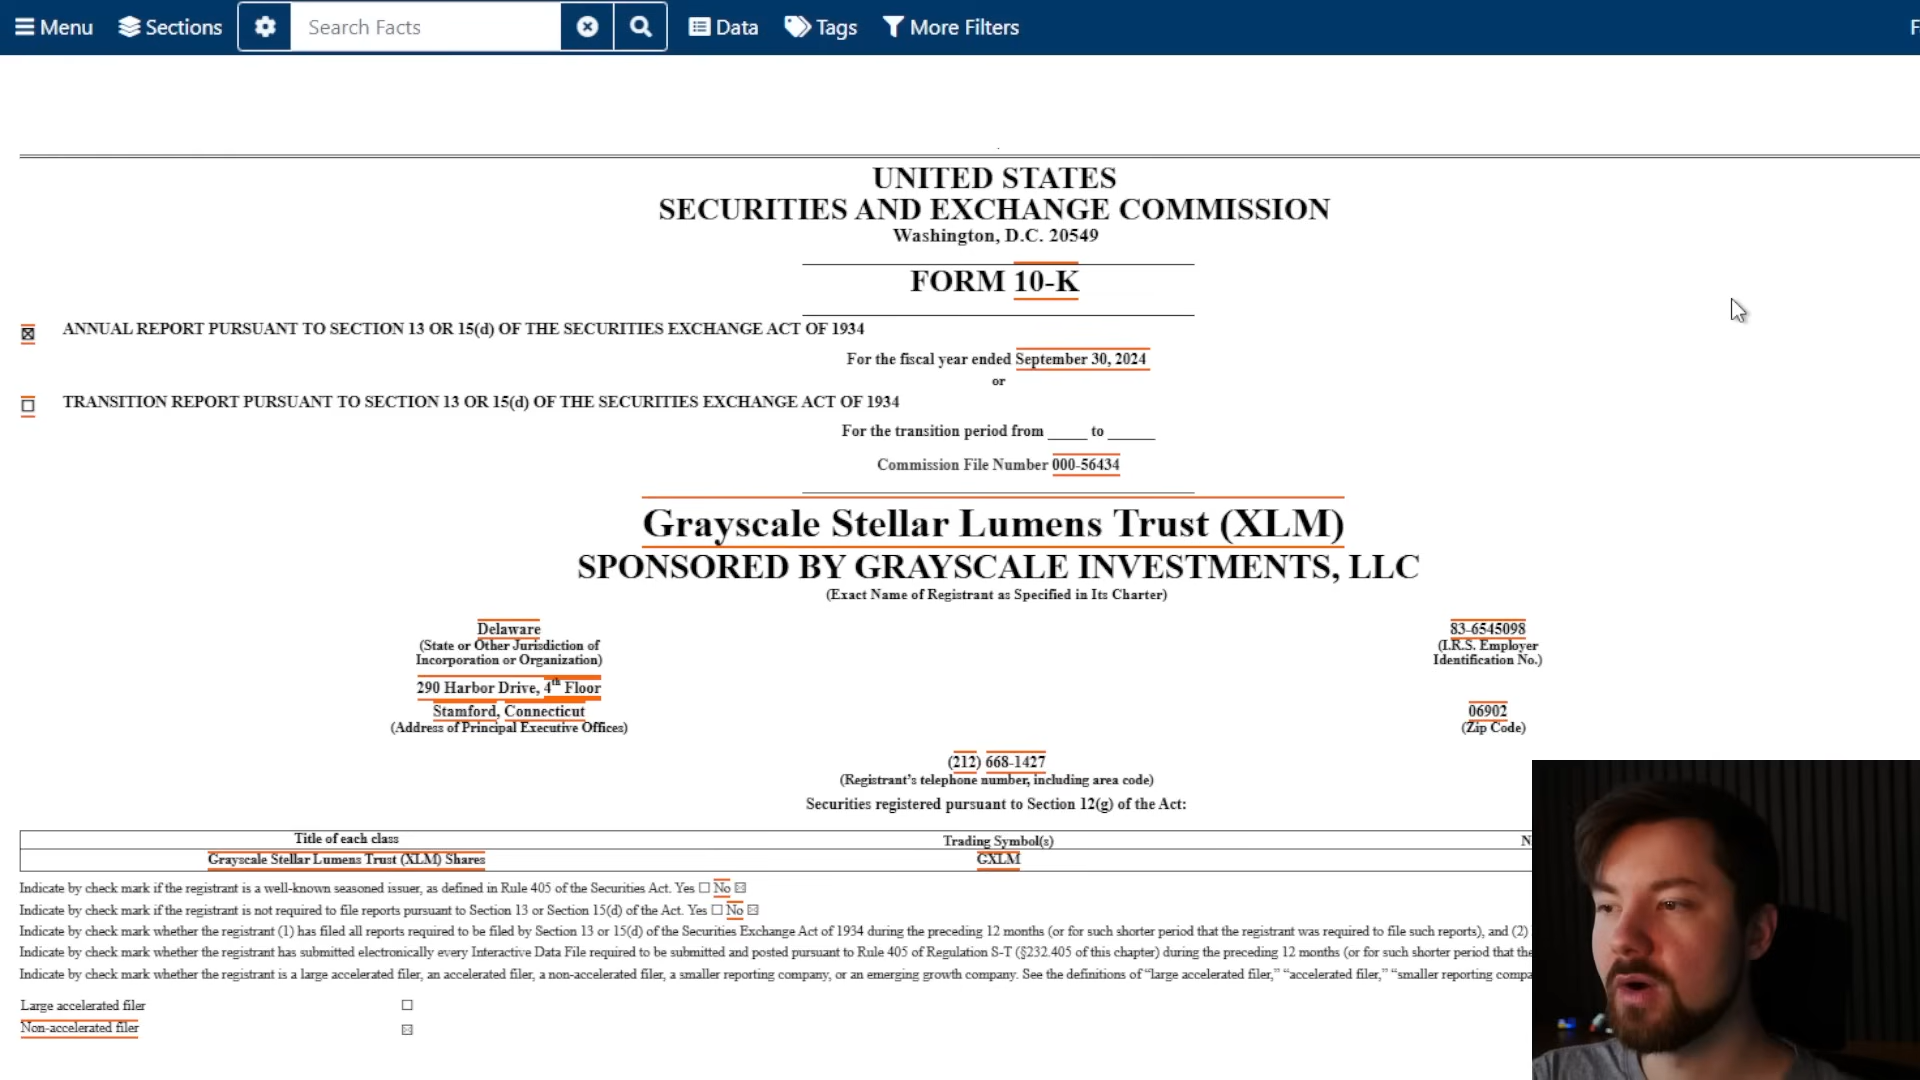 Menu Sections Search Facts Data Tags More Filters
UNITED STATES
SECURITIES AND EXCHANGE COMMISSION
Washington, D.C. 20549
FORM 10-K
☒ ANNUAL REPORT PURSUANT TO SECTION 13 OR 15(d) OF THE SECURITIES EXCHANGE ACT OF 1934
For the fiscal year ended September 30, 2024
or
☐ TRANSITION REPORT PURSUANT TO SECTION 13 OR 15(d) OF THE SECURITIES EXCHANGE ACT OF 1934
For the transition period from _____ to ______
Commission File Number 000-56434
Grayscale Stellar Lumens Trust (XLM)
SPONSORED BY GRAYSCALE INVESTMENTS, LLC
(Exact Name of Registrant as Specified in Its Charter)
Delaware 83-6545098
(State or Other Jurisdiction of (I.R.S. Employer
Incorporation or Organization) Identification No.)
290 Harbor Drive, 4th Floor
Stamford, Connecticut 06902
(Address of Principal Executive Offices) (Zip Code)
(212) 668-1427
(Registrant's telephone number, including area code)
Securities registered pursuant to Section 12(g) of the Act:
Title of each class Trading Symbol(s) N
Grayscale Stellar Lumens Trust (XLM) Shares GXLM
Indicate by check mark if the registrant is a well-known seasoned issuer, as defined in Rule 405 of the Securities Act. Yes ☐ No ☒
Indicate by check mark if the registrant is not required to file reports pursuant to Section 13 or Section 15(d) of the Act. Yes ☐ No ☒
Indicate by check mark whether the registrant (1) has filed all reports required to be filed by Section 13 or 15(d) of the Securities Exchange Act of 1934 during the preceding 12 months (or for such shorter period that the registrant was required to file such reports), and (2)
Indicate by check mark whether the registrant has submitted electronically every Interactive Data File required to be submitted and posted pursuant to Rule 405 of Regulation S-T (§232.405 of this chapter) during the preceding 12 months (or for such shorter period that the
Indicate by check mark whether the registrant is a large accelerated filer, an accelerated filer, a non-accelerated filer, a smaller reporting company, or an emerging growth company. See the definitions of “large accelerated filer,” “accelerated filer,” “smaller reporting compa
Large accelerated filer ☐
Non-accelerated filer ☒